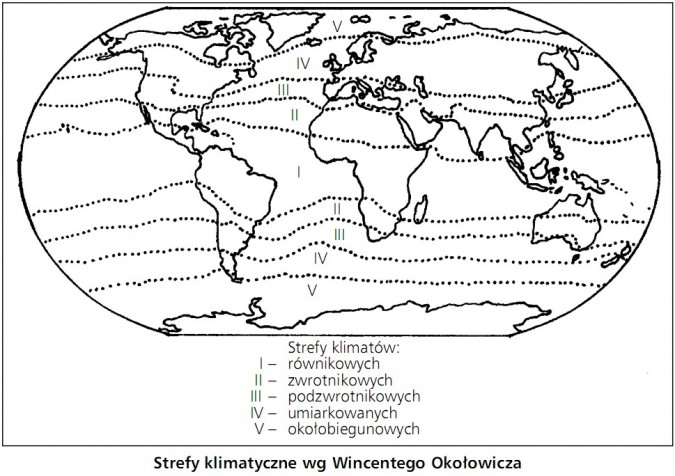 V
IV
III
II
I
II
III
IV
V
Strefy klimatów:
I – równikowych
II – zwrotnikowych
III – podzwrotnikowych
IV – umiarkowanych
V – okołobiegunowych
Strefy klimatyczne wg Wincentego Okołowicza